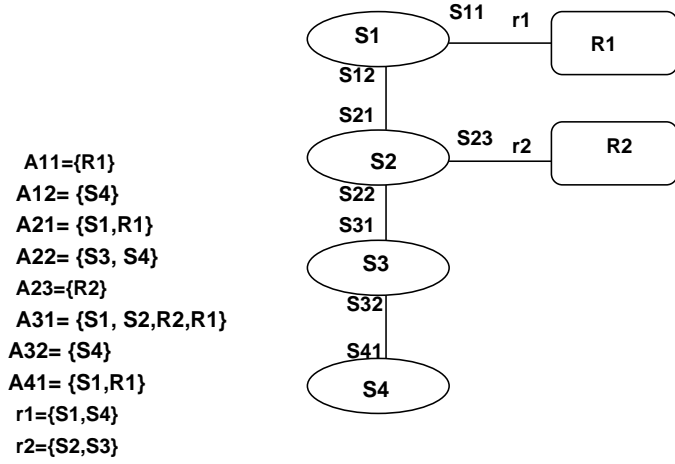 S11
r1
S1
R1
S12
S21
S23
r2
R2
S2
S22
S31
S3
S32
S41
S4
A11={R1}
A12= {S4}
A21= {S1,R1}
A22= {S3, S4}
A23={R2}
A31= {S1, S2,R2,R1}
A32= {S4}
A41= {S1,R1}
r1={S1,S4}
r2={S2,S3}